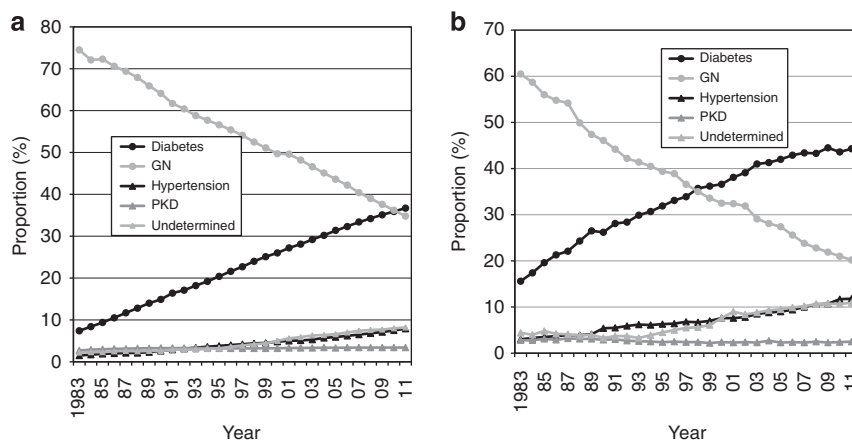 a
80
70
60
50
40
30
20
10
0
Proportion (%)
Diabetes
GN
Hypertension
PKD
Undetermined
1983 85 87 89 91 93 95 97 99 01 03 05 07 09 11
Year
b
70
60
50
40
30
20
10
0
Proportion (%)
Diabetes
GN
Hypertension
PKD
Undetermined
1983 85 87 89 91 93 95 97 99 01 03 05 07 09 11
Year